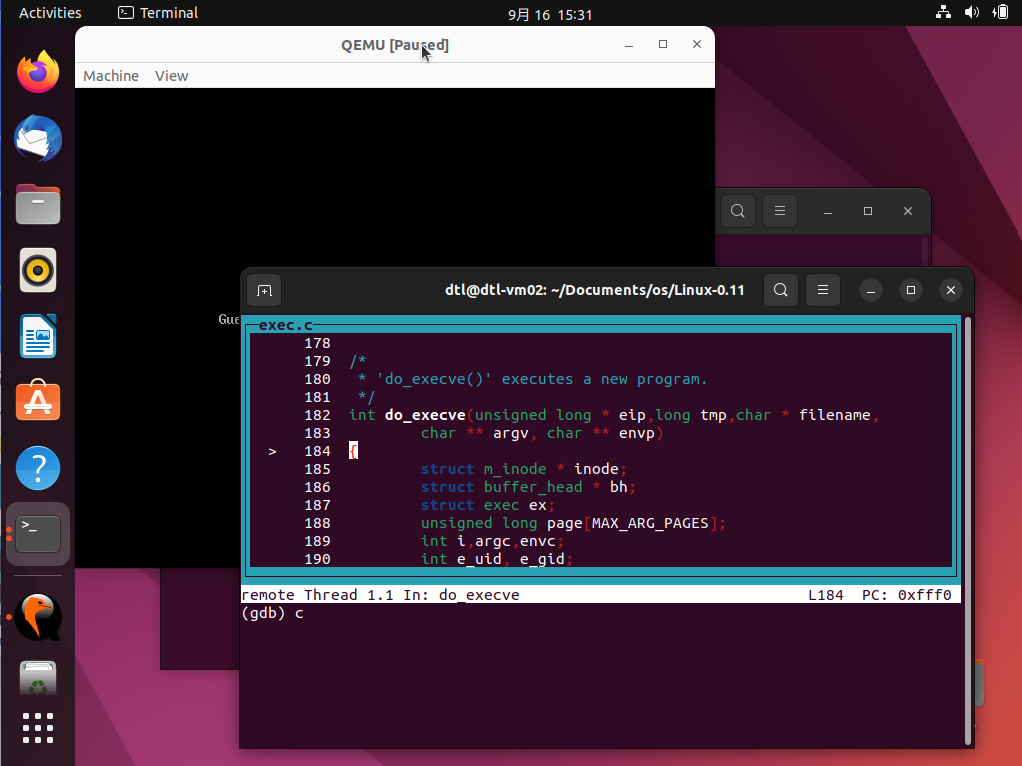 Activities
Terminal
9月 16 15:31
QEMU [Paused]
Machine View
Gue
dtl@dtl-vm02: ~/Documents/os/Linux-0.11
exec.c
178
179 /*
180 * 'do_execve()' executes a new program.
181 */
182 int do_execve(unsigned long * eip,long tmp,char * filename,
183 char ** argv, char ** envp)
> 184 {
185 struct m_inode * inode;
186 struct buffer_head * bh;
187 struct exec ex;
188 unsigned long page[MAX_ARG_PAGES];
189 int i,argc,envc;
190 int e_uid, e_gid;
remote Thread 1.1 In: do_execve L184 PC: 0xfff0
(gdb) c